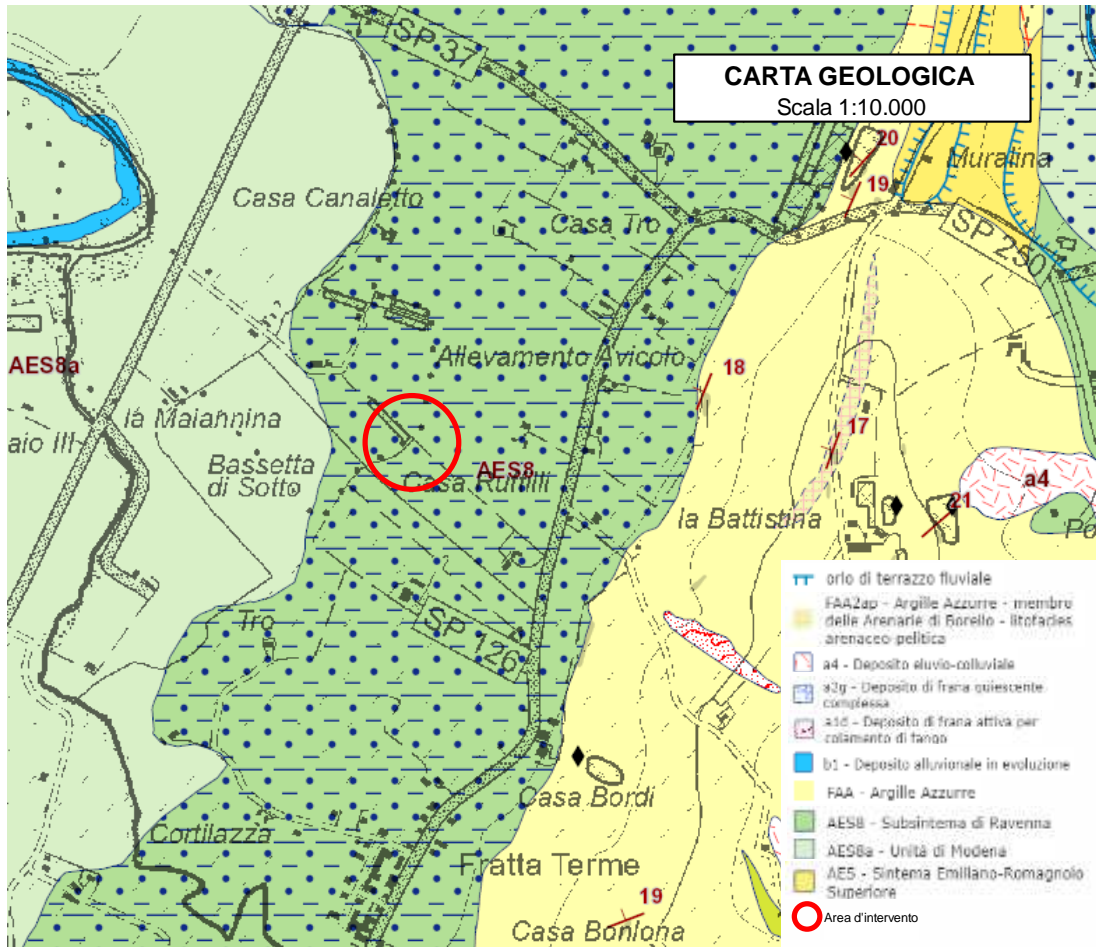 SP 37
CARTA GEOLOGICA
Scala 1:10.000
20
Muralina
19
Casa Canaletto
Casa Tro
SP 250
Allevamento Avicolo
18
AES8a
la Maiannina
17
aio III
Bassetta
di Sotto
AES8
Casa Rulilli
a4
21
la Battistina
Po
Tro
SP 126
orlo di terrazzo fluviale
FAA2ap - Argille Azzurre - membro
delle Arenarie di Borello - litofacies
arenaceo-pelitica
a4 - Deposito eluvio-colluviale
a2g - Deposito di frana quiescente
complessa
a1d - Deposito di frana attiva per
colamento di fango
b1 - Deposito alluvionale in evoluzione
FAA - Argille Azzurre
AES8 - Subsintema di Ravenna
AES8a - Unità di Modena
AES - Sintema Emiliano-Romagnolo
Superiore
Area d'intervento
Casa Bordi
Cortilazza
Fratta Terme
19
Casa Bonlona